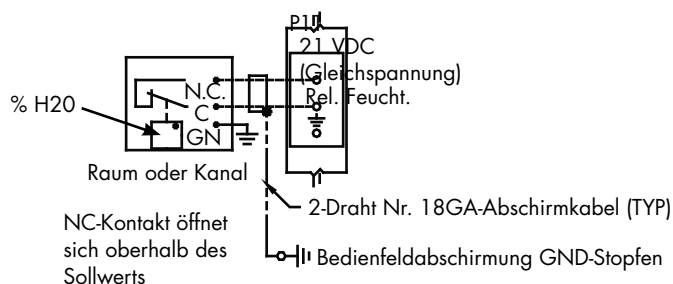 P1
21 VDC
(Gleichspannung)
Rel. Feucht.
N.C.
C
GN
% H20
Raum oder Kanal
NC-Kontakt öffnet
sich oberhalb des
Sollwerts
2-Draht Nr. 18GA-Abschirmkabel (TYP)
Bedienfeldabschirmung GND-Stopfen